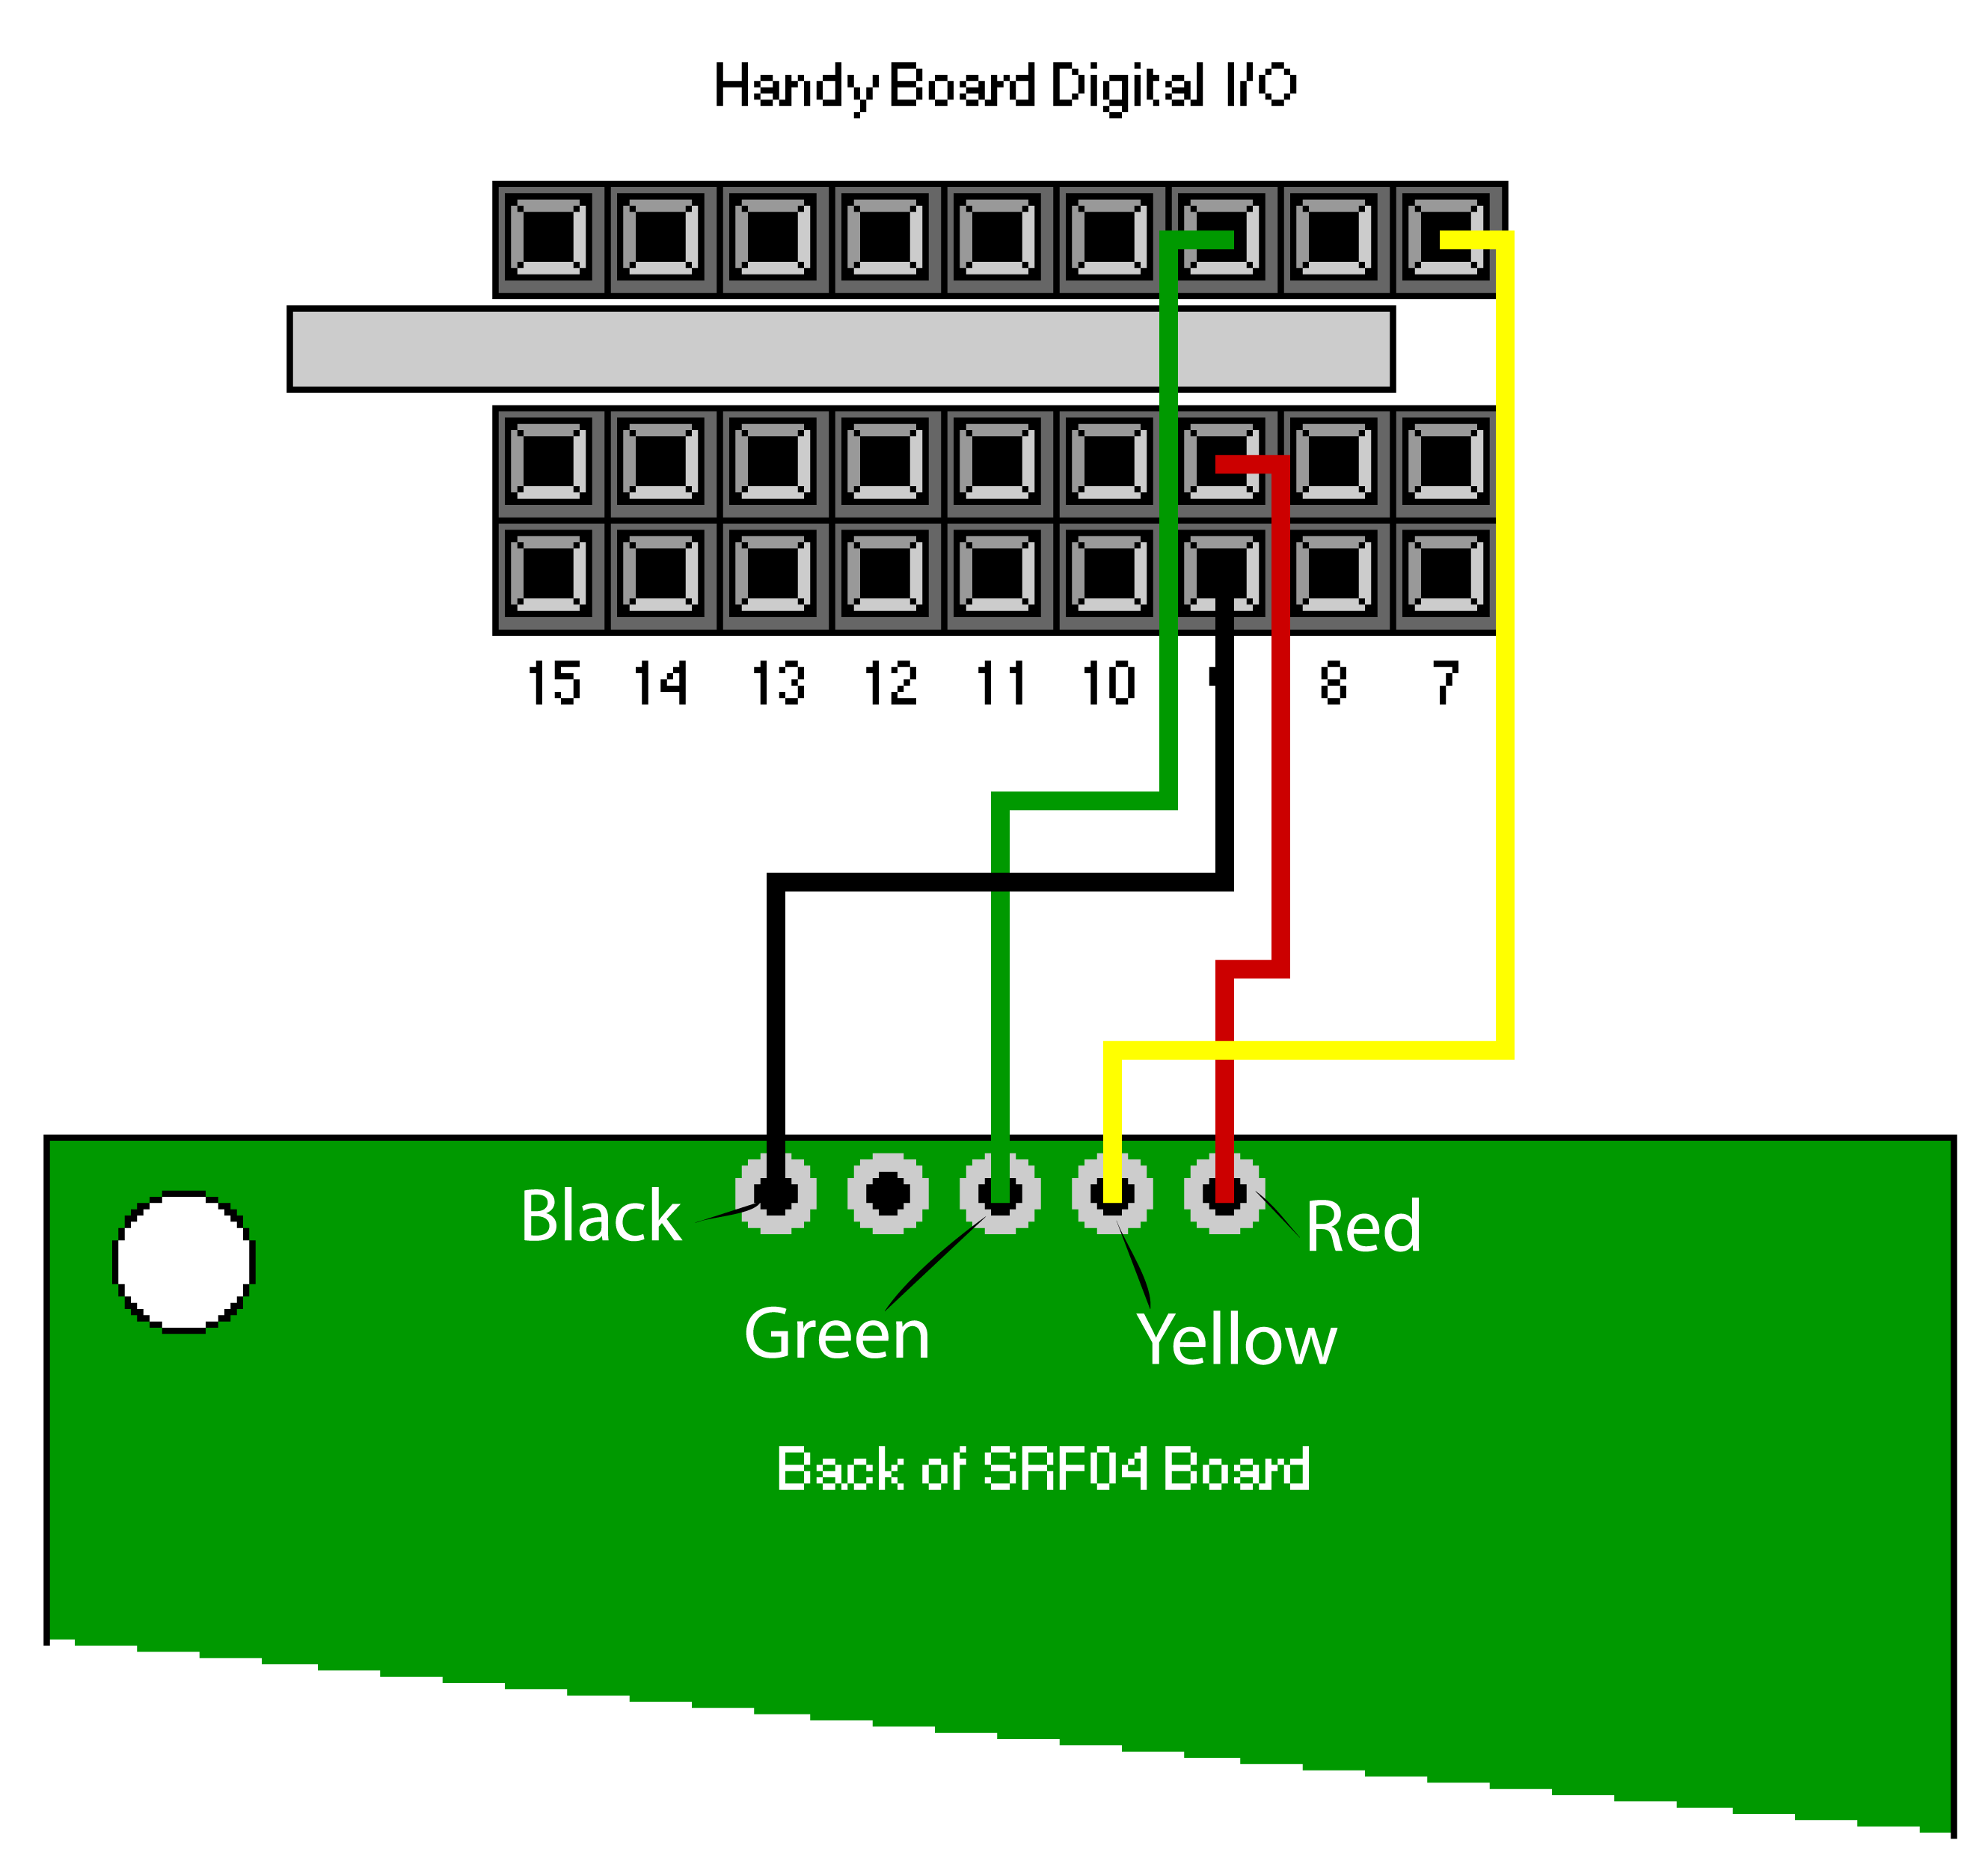 Handy Board Digital I/O
15 14 13 12 11 10 8 7
Black
Red
Green
Yellow
Back of SRF04 Board